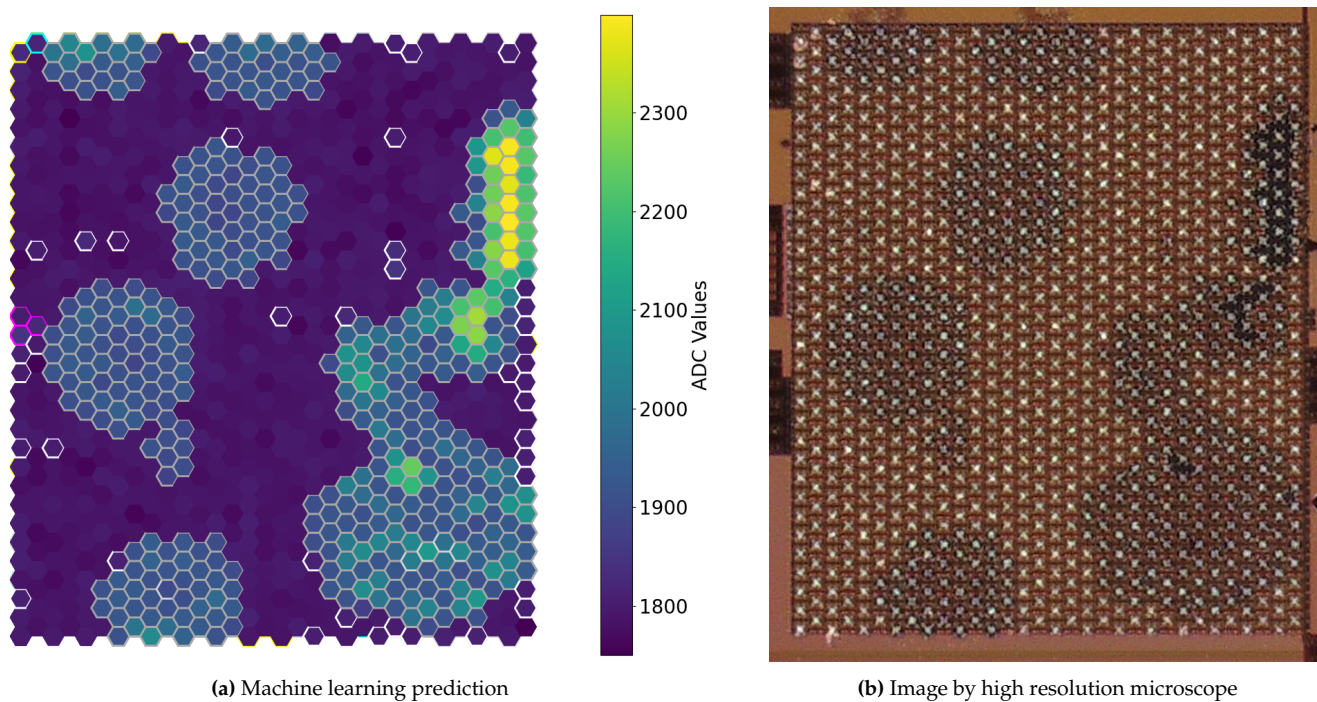 2300
2200
2100
2000
1900
1800
ADC Values
(a) Machine learning prediction
(b) Image by high resolution microscope